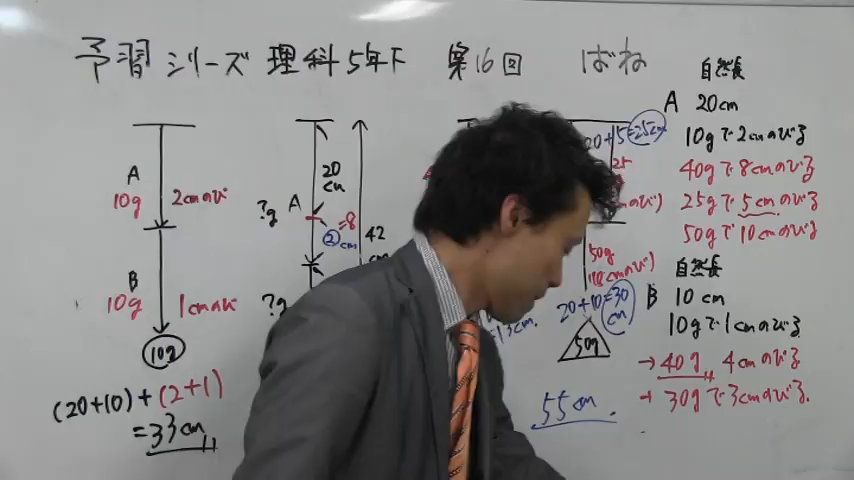 予習シリーズ 理科5年下 第16回 ばね
自然長
A 20cm
10gで2cmのびる
40gで8cmのびる
25gで5cmのびる
50gで10cmのびる
自然長
B 10cm
10gで1cmのびる
→40g 4cmのびる
→30gで3cmのびる
A
10g
2cmのび
B
10g
1cmのび
10g
(20+10)+(2+1)
=33cm
20
cm
?g A
=8
②cm
42
?g
20+5=25cm
25
50g
20+10=30
cm
50g
55cm.